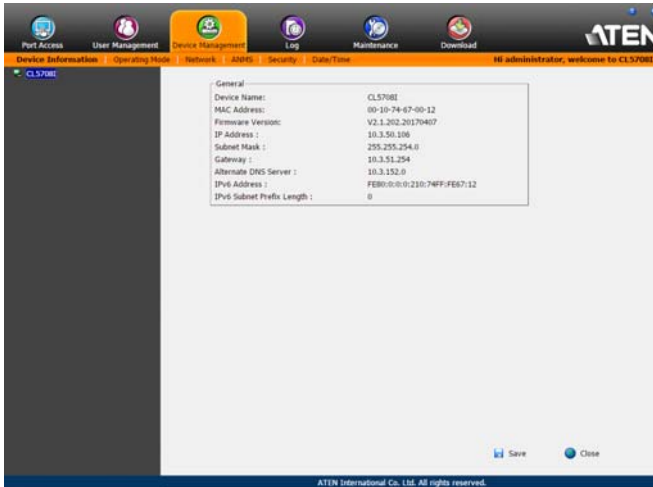 Port Access User Management Device Management Log Maintenance Download ATEN
Device Information Operating Mode Network ANMS Security Date/Time Hi administrator, welcome to CL5708I
CL5708I
General
Device Name: CL5708I
MAC Address: 00-10-74-67-00-12
Firmware Version: V2.1.202.20170407
IP Address : 10.3.50.106
Subnet Mask : 255.255.254.0
Gateway : 10.3.51.254
Alternate DNS Server : 10.3.152.0
IPv6 Address : FE80:0:0:0:210:74FF:FE67:12
IPv6 Subnet Prefix Length : 0
Save Close
ATEN International Co. Ltd. All rights reserved.